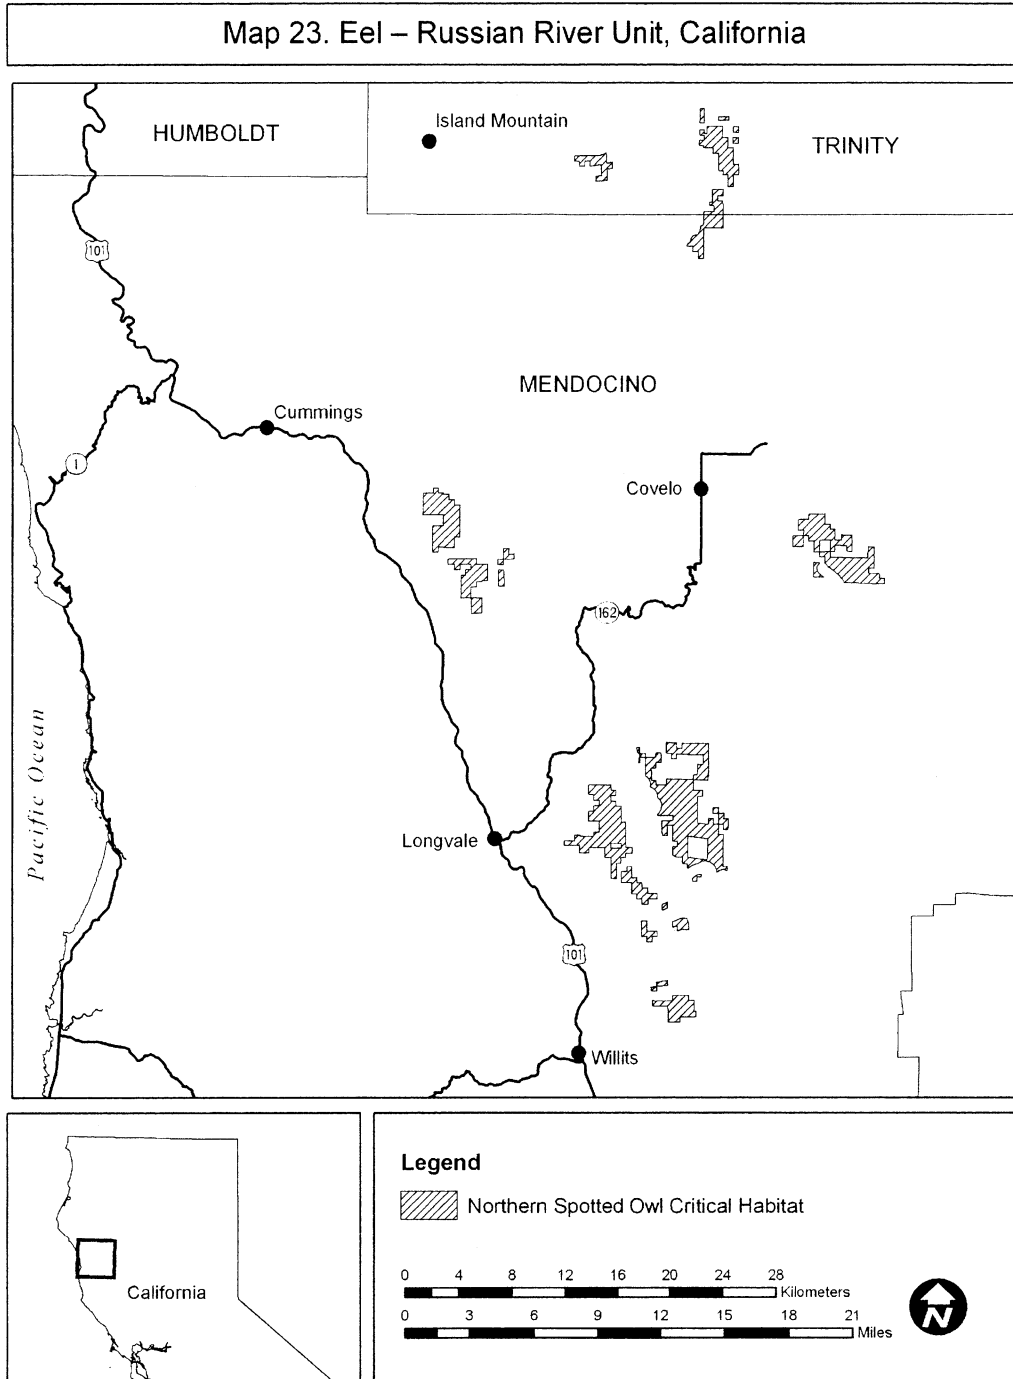 Map 23. Eel – Russian River Unit, California
Island Mountain
HUMBOLDT
TRINITY
101
MENDOCINO
Cummings
1
Covelo
162
Pacific Ocean
Longvale
101
Willits
California
Legend
Northern Spotted Owl Critical Habitat
0 4 8 12 16 20 24 28
Kilometers
0 3 6 9 12 15 18 21
Miles
N